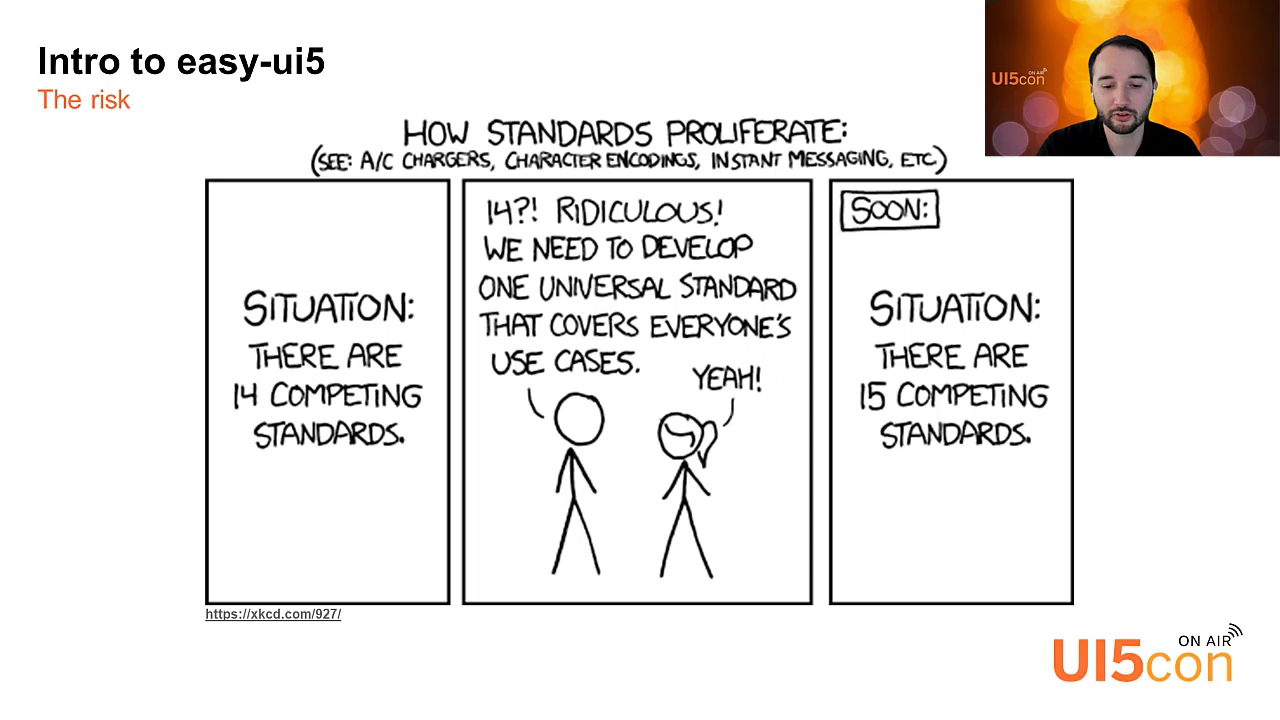 Intro to easy-ui5
The risk
UI5con
ON AIR
HOW STANDARDS PROLIFERATE:
(SEE: A/C CHARGERS, CHARACTER ENCODINGS, INSTANT MESSAGING, ETC.)
SITUATION:
THERE ARE
14 COMPETING
STANDARDS.
14?! RIDICULOUS!
WE NEED TO DEVELOP
ONE UNIVERSAL STANDARD
THAT COVERS EVERYONE'S
USE CASES.
YEAH!
SOON:
SITUATION:
THERE ARE
15 COMPETING
STANDARDS.
https://xkcd.com/927/
ON AIR
UI5con